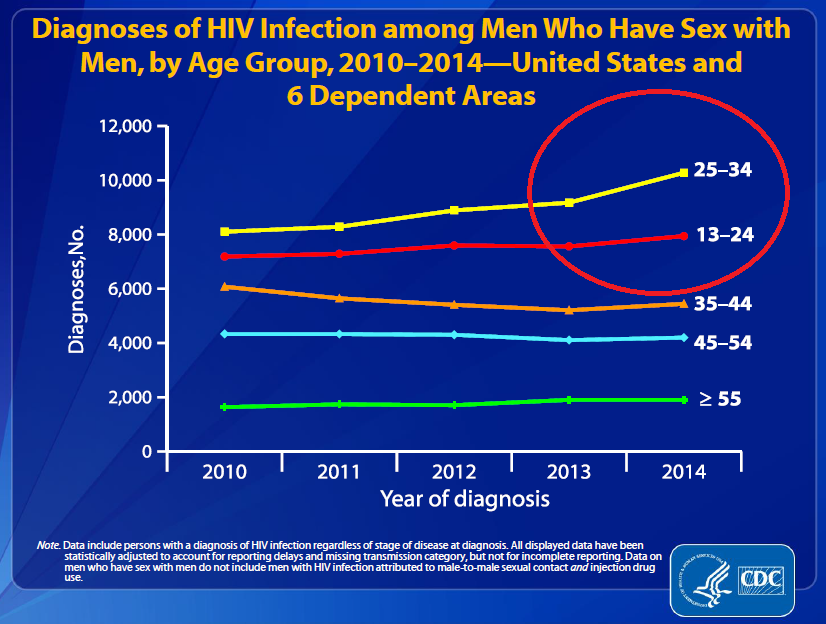 Diagnoses of HIV Infection among Men Who Have Sex with
Men, by Age Group, 2010–2014—United States and
6 Dependent Areas
12,000
10,000
8,000
6,000
4,000
2,000
0
Diagnoses,No.
25–34
13–24
35–44
45–54
≥ 55
2010 2011 2012 2013 2014
Year of diagnosis
Note. Data include persons with a diagnosis of HIV infection regardless of stage of disease at diagnosis. All displayed data have been
statistically adjusted to account for reporting delays and missing transmission category, but not for incomplete reporting. Data on
men who have sex with men do not include men with HIV infection attributed to male-to-male sexual contact and injection drug
use.
CDC